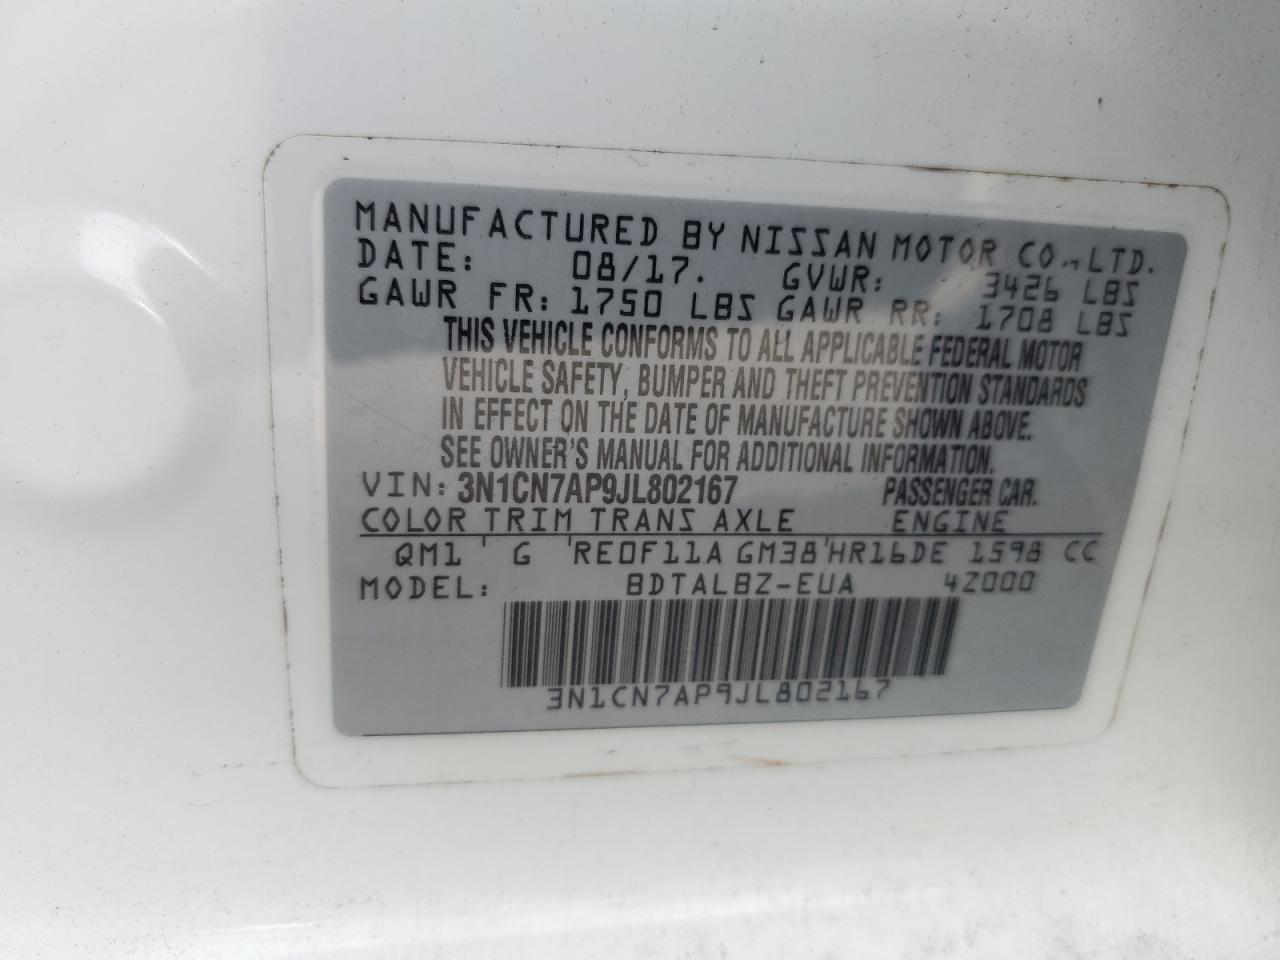 MANUFACTURED BY NISSAN MOTOR CO., LTD.
DATE: 08/17. GVWR: 3426 LBS
GAWR FR: 1750 LBS GAWR RR: 1708 LBS
THIS VEHICLE CONFORMS TO ALL APPLICABLE FEDERAL MOTOR
VEHICLE SAFETY, BUMPER AND THEFT PREVENTION STANDARDS
IN EFFECT ON THE DATE OF MANUFACTURE SHOWN ABOVE.
SEE OWNER'S MANUAL FOR ADDITIONAL INFORMATION.
VIN: 3N1CN7AP9JL802167 PASSENGER CAR.
COLOR TRIM TRANS AXLE ENGINE
QM1 ' G ' RE0F11A GM38 ' HR16DE 1598 CC
MODEL: BDTALBZ-EUA 4Z000
3N1CN7AP9JL802167